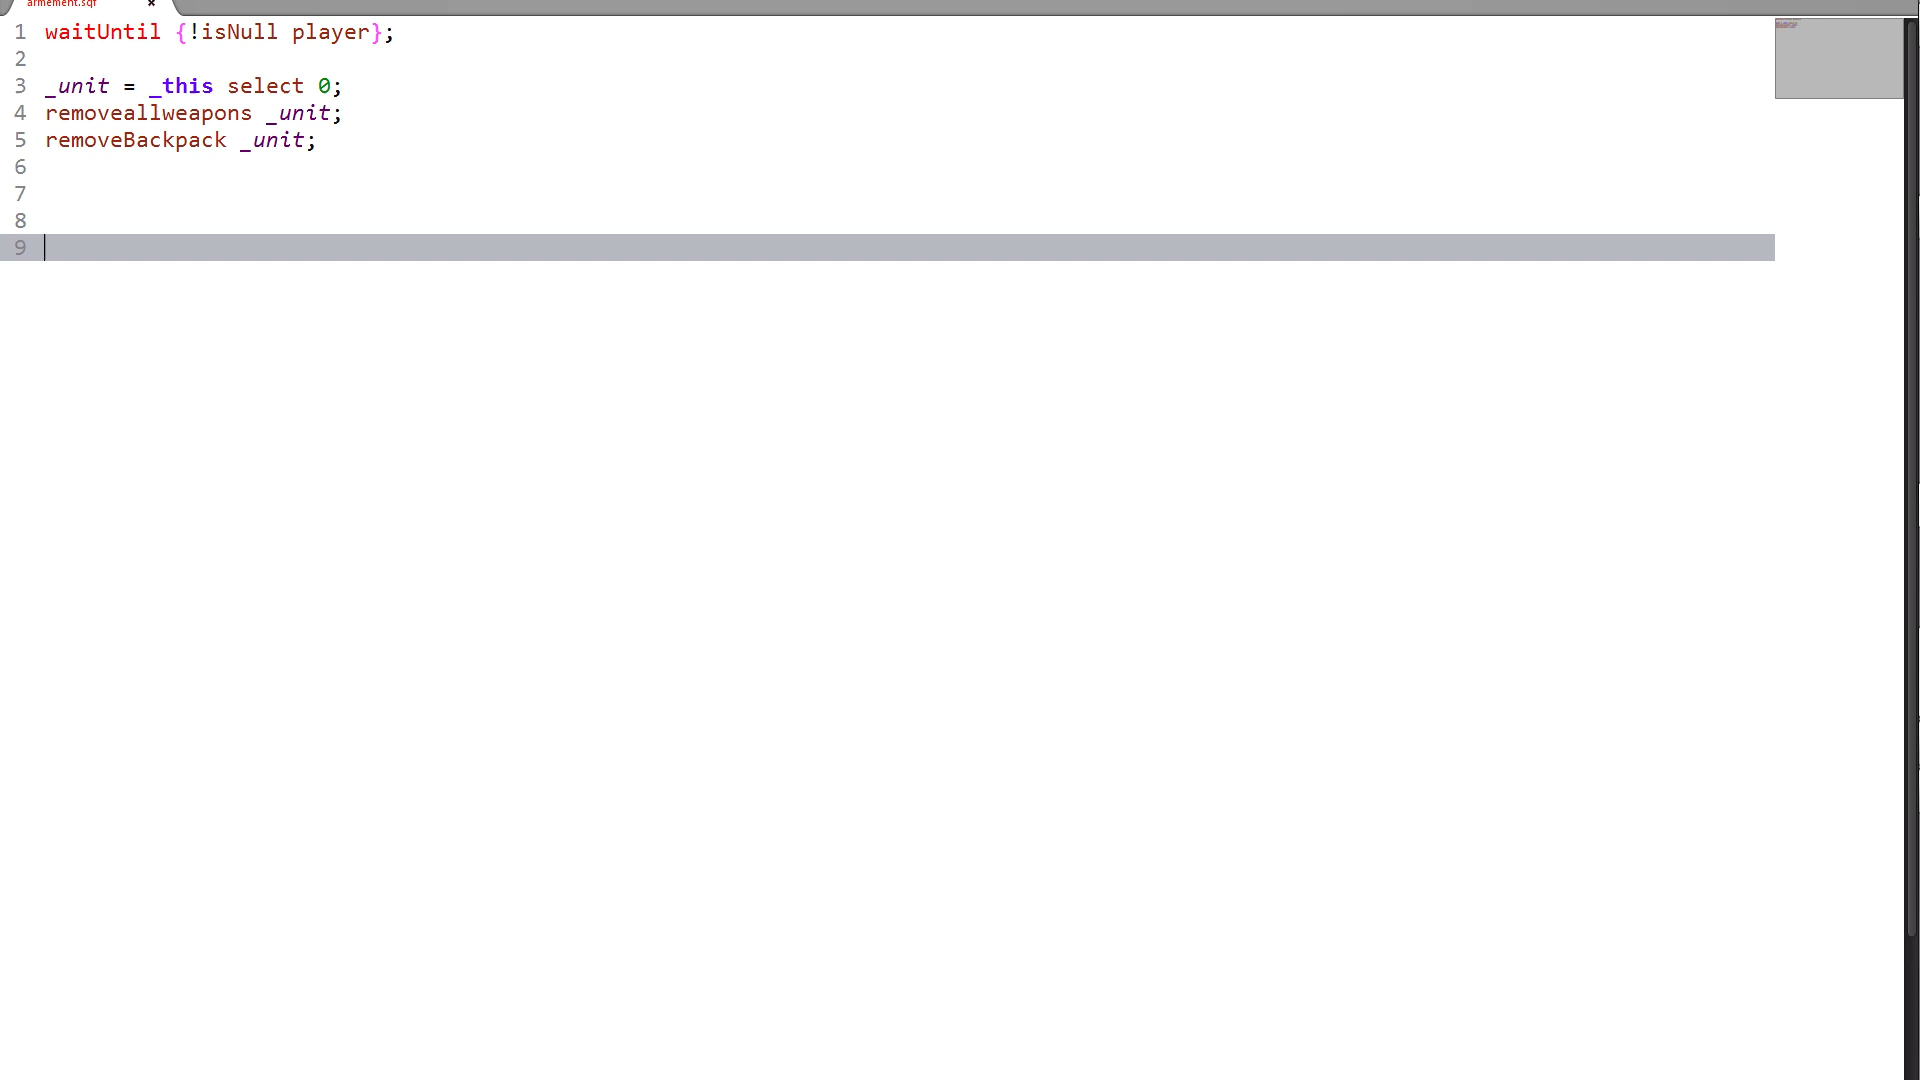 armement.sqf ×
1 waitUntil {!isNull player};
2
3 _unit = _this select 0;
4 removeallweapons _unit;
5 removeBackpack _unit;
6
7
8
9